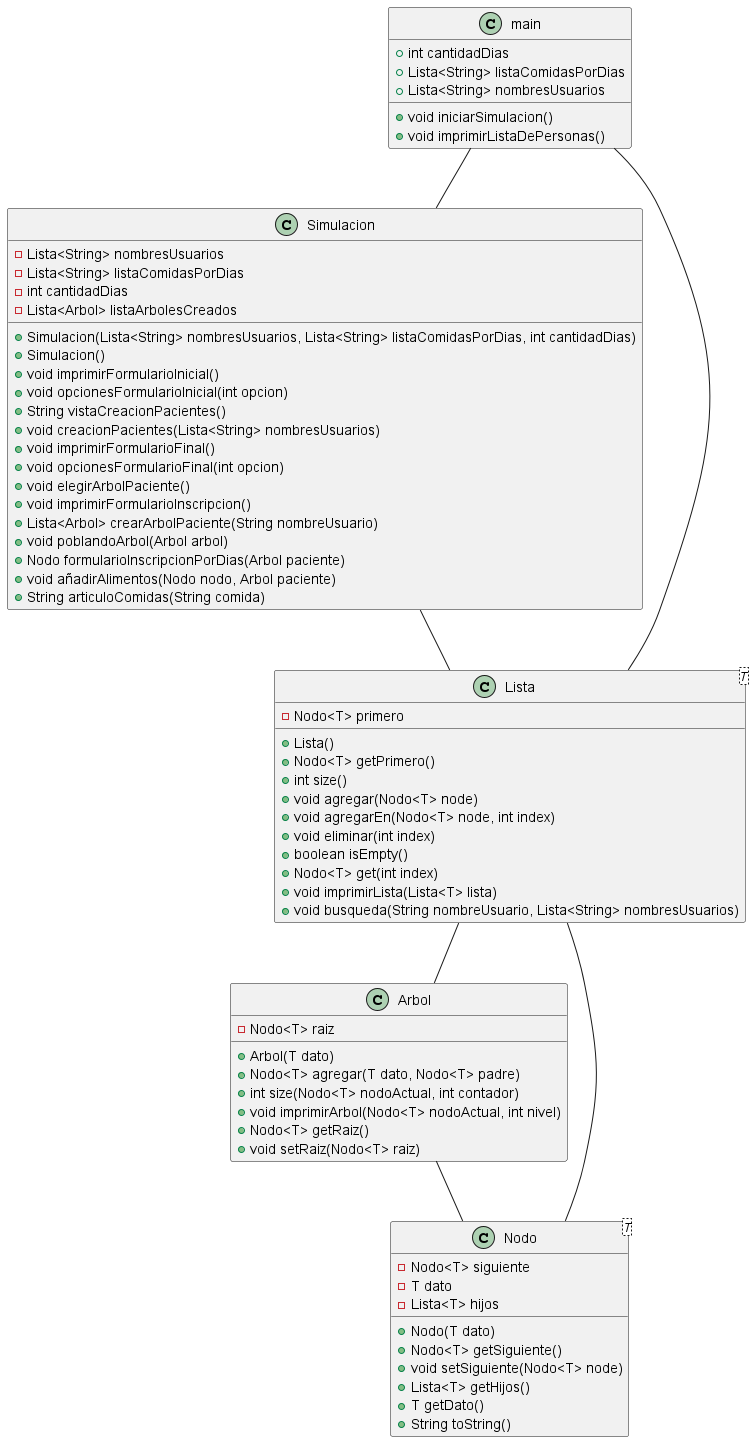 C main
int cantidadDias
List​a<String> listaComidasPorDias
Lista<String> nombresUsuarios
void iniciarSimulacion()
void imprimirListaDePersonas()
C Simulacion
Lista<String> nombresUsuarios
Lista<String> listaComidasPorDias
int cantidadDias
Lista<Arbol> listaArbolesCreados
Simulacion(Lista<String> nombresUsuarios, Lista<String> listaComidasPorDias, int cantidadDias)
Simulacion()
void imprimirFormularioInicial()
void opcionesFormularioInicial(int opcion)
String vistaCreacionPacientes()
void creacionPacientes(Lista<String> nombresUsuarios)
void imprimirFormularioFinal()
void opcionesFormularioFinal(int opcion)
void elegirArbolPaciente()
void imprimirFormularioInscripcion()
Lista<Arbol> crearArbolPaciente(String nombreUsuario)
void poblandoArbol(Arbol arbol)
Nodo formularioInscripcionPorDias(Arbol paciente)
void añadirAlimentos(Nodo nodo, Arbol paciente)
String articuloComidas(String comida)
C Lista T
Nodo<T> primero
Lista()
Nodo<T> getPrimero()
int size()
void agregar(Nodo<T> node)
void agregarEn(Nodo<T> node, int index)
void eliminar(int index)
boolean isEmpty()
Nodo<T> get(int index)
void imprimirLista(Lista<T> lista)
void busqueda(String nombreUsuario, Lista<String> nombresUsuarios)
C Arbol
Nodo<T> raiz
Arbol(T dato)
Nodo<T> agregar(T dato, Nodo<T> padre)
int size(Nodo<T> nodoActual, int contador)
void imprimirArbol(Nodo<T> nodoActual, int nivel)
Nodo<T> getRaiz()
void setRaiz(Nodo<T> raiz)
C Nodo T
Nodo<T> siguiente
T dato
Lista<T> hijos
Nodo(T dato)
Nodo<T> getSiguiente()
void setSiguiente(Nodo<T> node)
Lista<T> getHijos()
T getDato()
String toString()